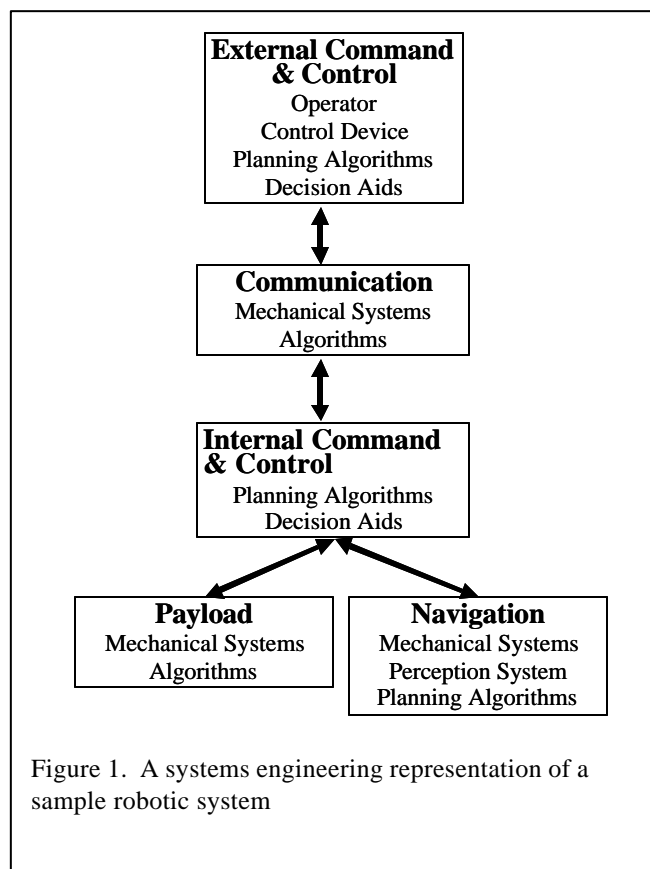 External Command
& Control
Operator
Control Device
Planning Algorithms
Decision Aids
Communication
Mechanical Systems
Algorithms
Internal Command
& Control
Planning Algorithms
Decision Aids
Payload
Mechanical Systems
Algorithms
Navigation
Mechanical Systems
Perception System
Planning Algorithms
Figure 1. A systems engineering representation of a
sample robotic system